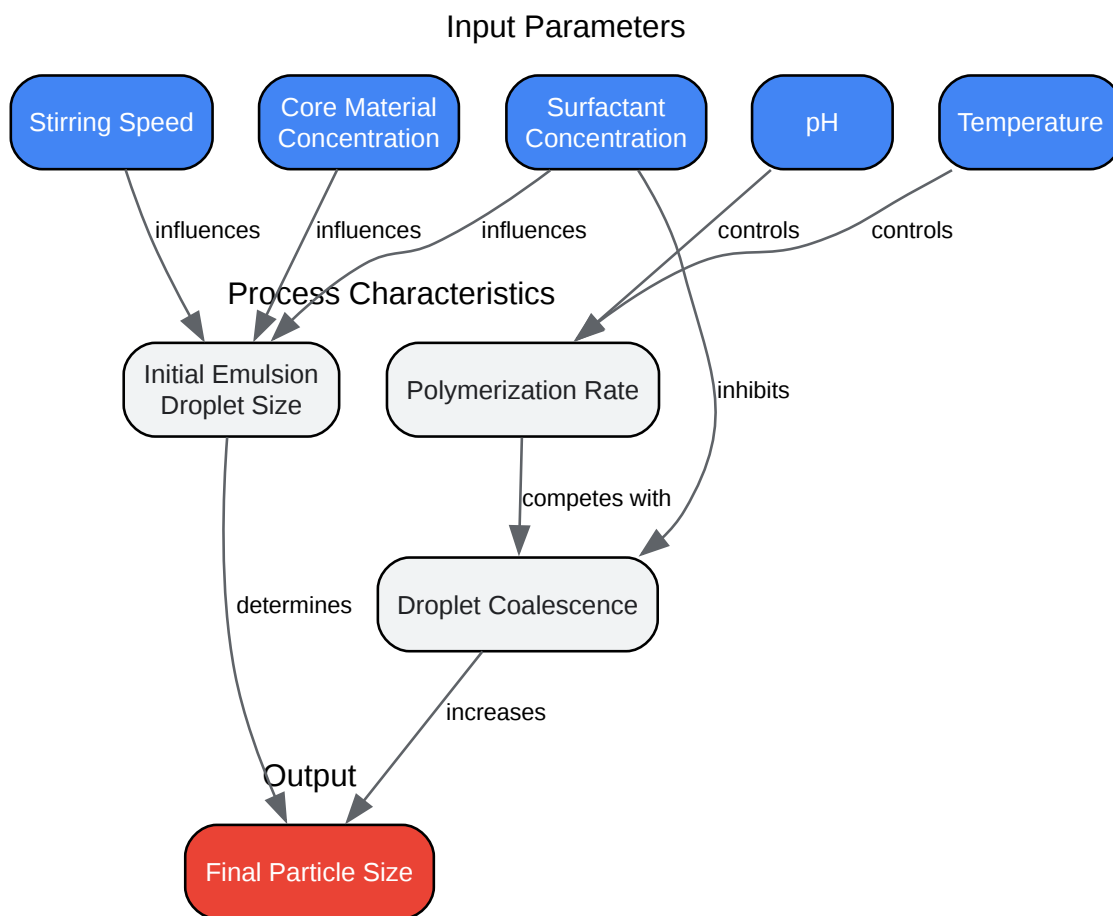 Input Parameters
Stirring Speed
Core Material
Concentration
Surfactant
Concentration
pH
Temperature
influences
influences
influences
controls
controls
Process Characteristics
Initial Emulsion
Droplet Size
Polymerization Rate
inhibits
competes with
determines
Droplet Coalescence
increases
Output
Final Particle Size